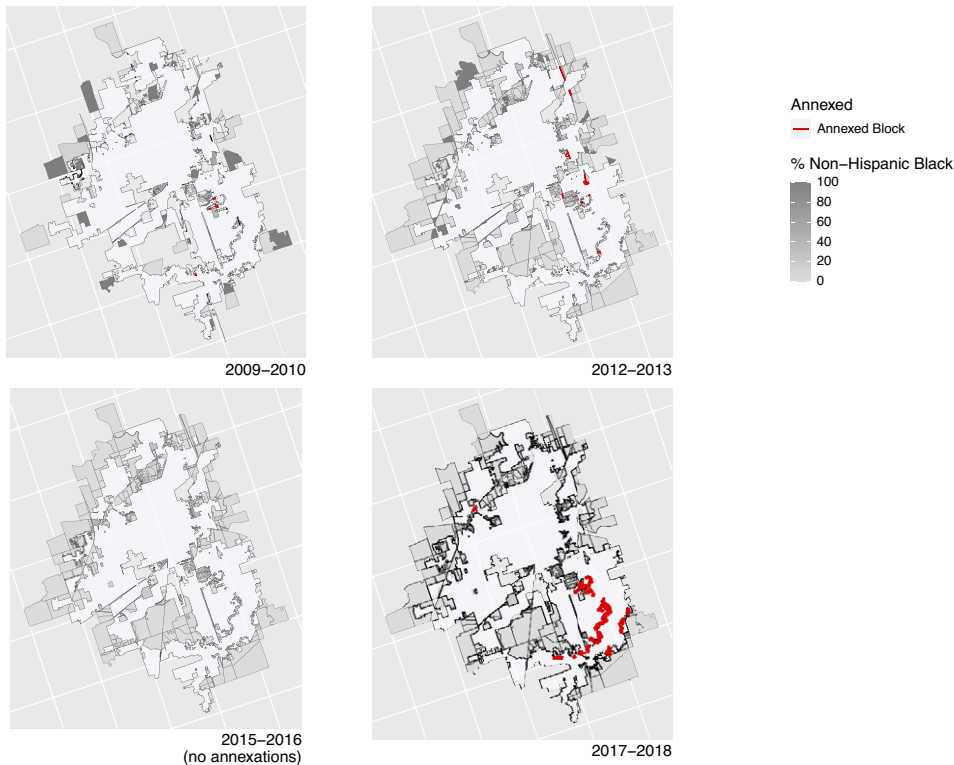 2009−2010
2012−2013
Annexed
Annexed Block
% Non−Hispanic Black
100
80
60
40
20
0
2015−2016
(no annexations)
2017−2018